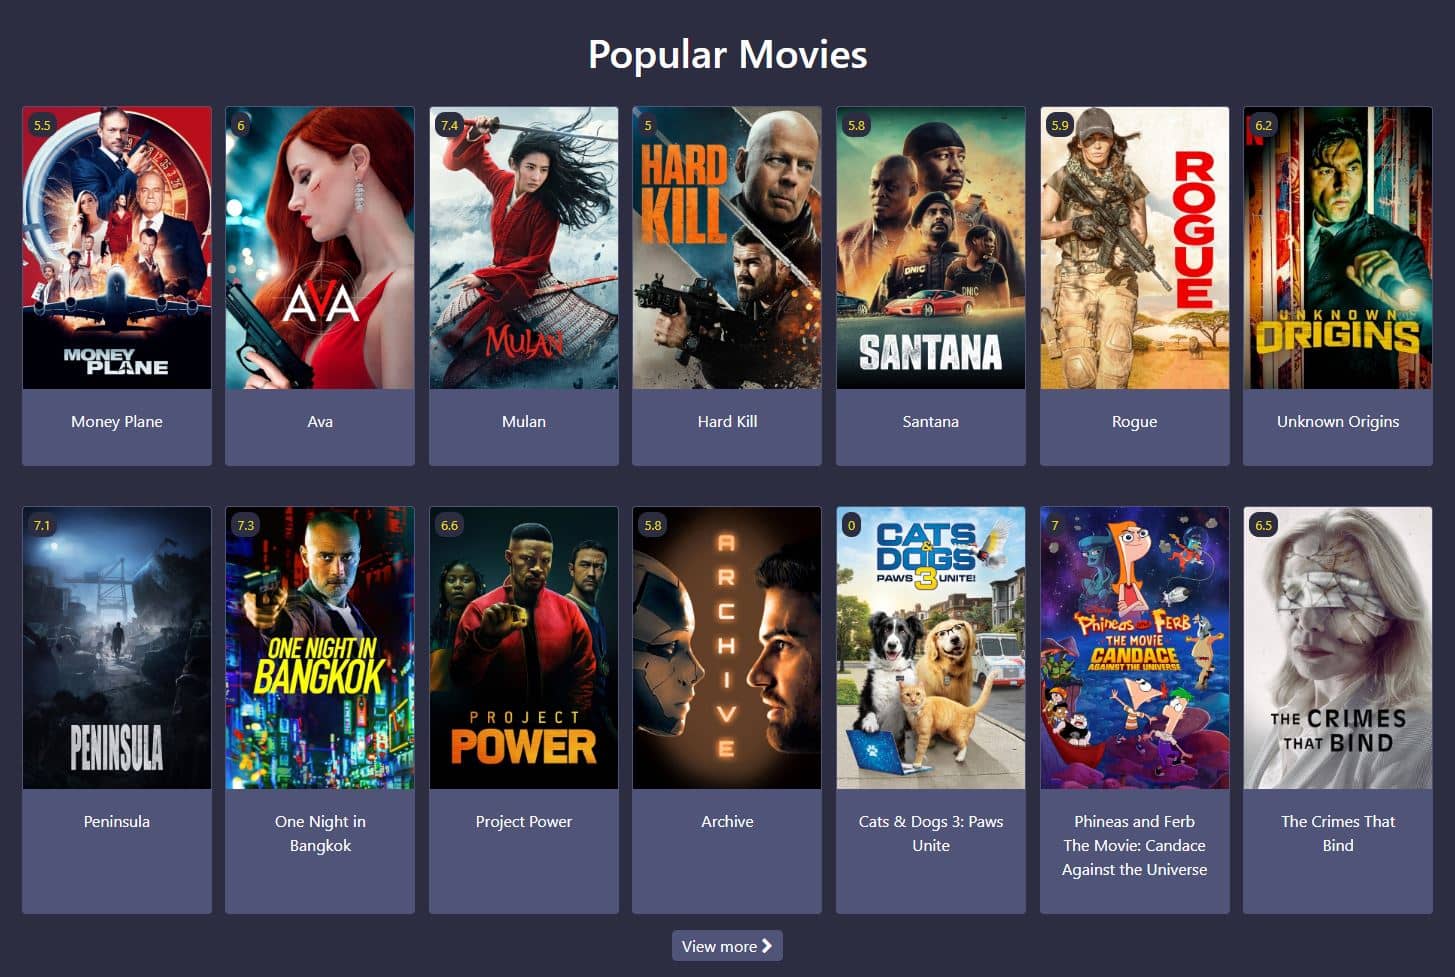 Popular Movies
5.5
MONEY
PLANE
Money Plane
6
AVA
Ava
7.4
MULAN
Mulan
5
HARD
KILL
Hard Kill
5.8
DNIC
DNIC
SANTANA
Santana
5.9
ROGUE
Rogue
6.2
N
UNKNOWN
ORIGINS
Unknown Origins
7.1
PENINSULA
Peninsula
7.3
ONE NIGHT IN
BANGKOK
One Night in
Bangkok
6.6
PROJECT
POWER
Project Power
5.8
ARCHIVE
Archive
0
CATS
&
DOGS
PAWS 3 UNITE!
Cats & Dogs 3: Paws
Unite
7
Disney
Phineas and Ferb
THE MOVIE
CANDACE
AGAINST THE UNIVERSE
Phineas and Ferb
The Movie: Candace
Against the Universe
6.5
THE CRIMES
THAT BIND
The Crimes That
Bind
View more